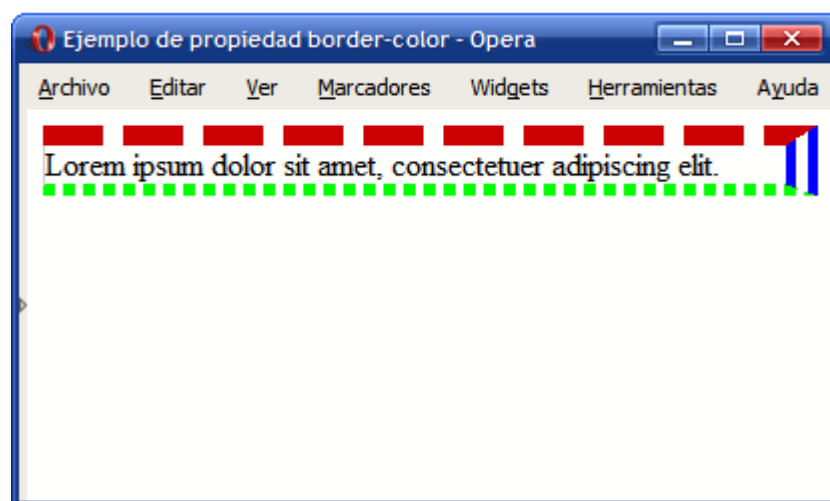 Ejemplo de propiedad border-color - Opera
Archivo Editar Ver Marcadores Widgets Herramientas Ayuda
Lorem ipsum dolor sit amet, consectetuer adipiscing elit.